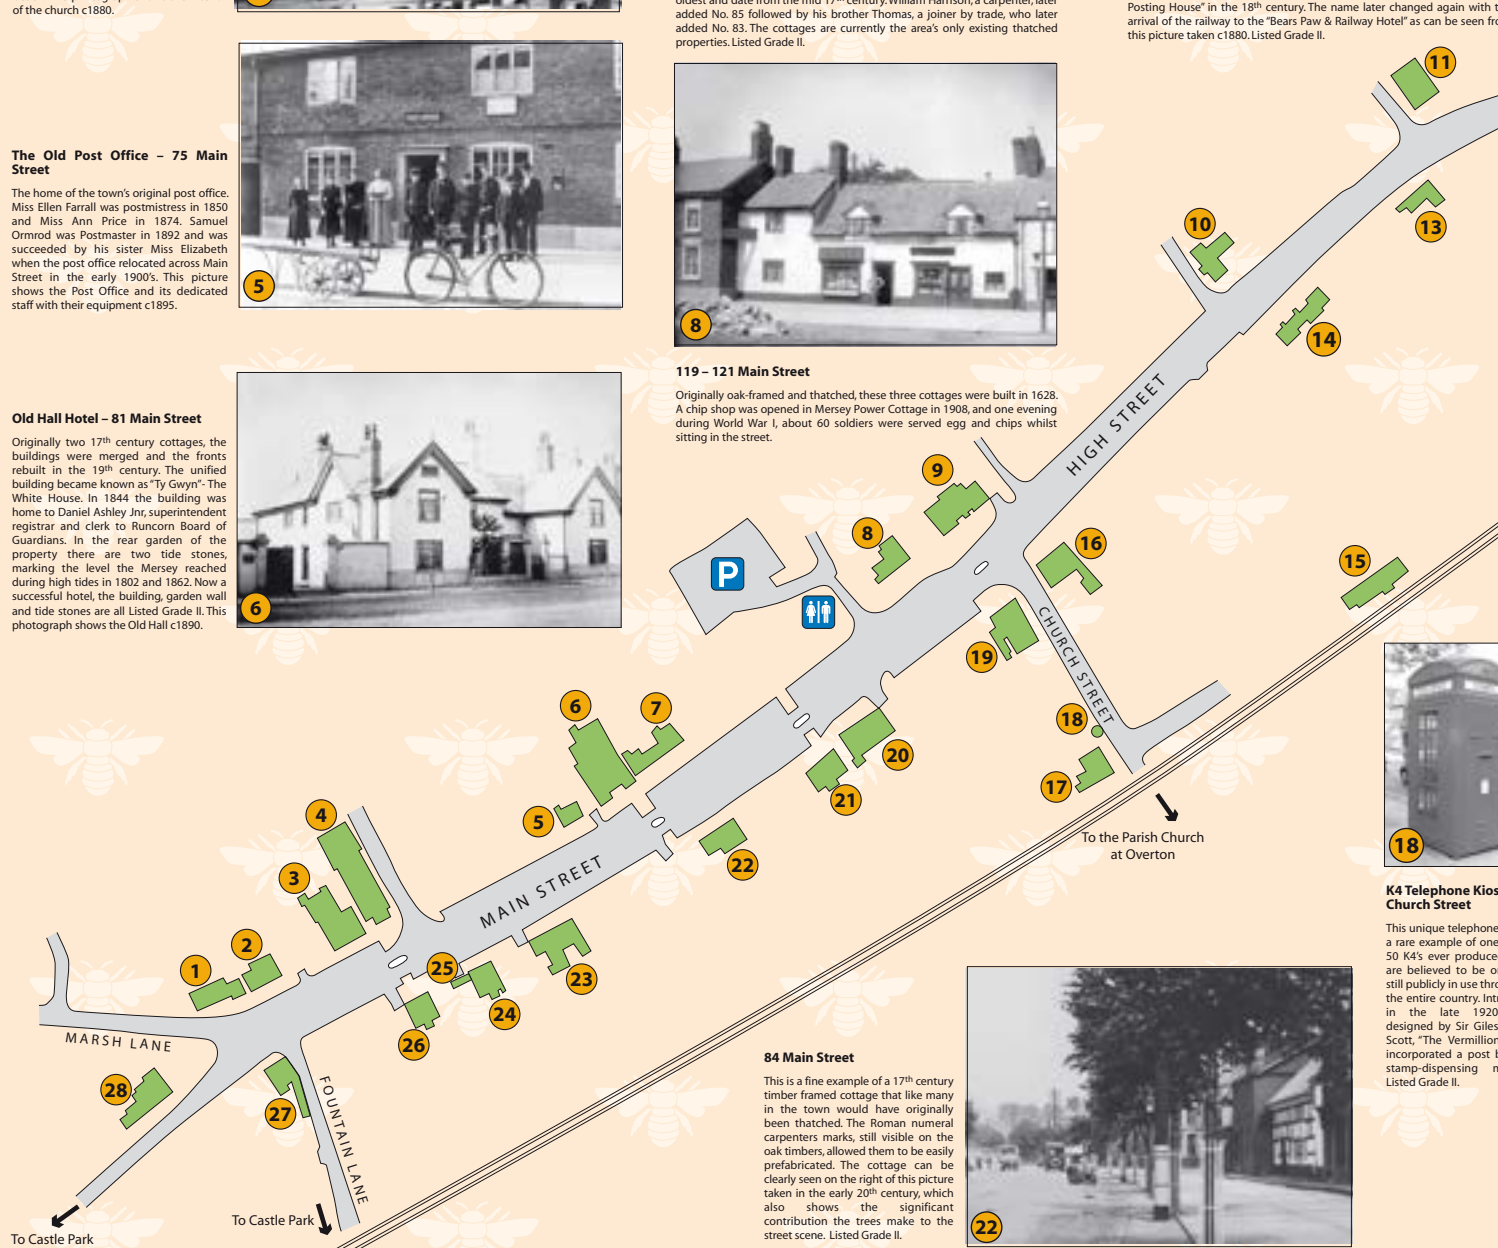 of the church c1880.
oldest and date from the mid 17th century. William Harrison, a carpenter, later
added No. 85 followed by his brother Thomas, a joiner by trade, who later
added No. 83. The cottages are currently the area's only existing thatched
properties. Listed Grade II.
Posting House" in the 18th century. The name later changed again with t
arrival of the railway to the "Bears Paw & Railway Hotel" as can be seen fro
this picture taken c1880. Listed Grade II.
The Old Post Office – 75 Main
Street
The home of the town's original post office.
Miss Ellen Farrall was postmistress in 1850
and Miss Ann Price in 1874. Samuel
Ormrod was Postmaster in 1892 and was
succeeded by his sister Miss Elizabeth
when the post office relocated across Main
Street in the early 1900's. This picture
shows the Post Office and its dedicated
staff with their equipment c1895.
5
8
119 – 121 Main Street
Originally oak-framed and thatched, these three cottages were built in 1628.
A chip shop was opened in Mersey Power Cottage in 1908, and one evening
during World War I, about 60 soldiers were served egg and chips whilst
sitting in the street.
Old Hall Hotel – 81 Main Street
Originally two 17th century cottages, the
buildings were merged and the fronts
rebuilt in the 19th century. The unified
building became known as "Ty Gwyn"- The
White House. In 1844 the building was
home to Daniel Ashley Jnr, superintendent
registrar and clerk to Runcorn Board of
Guardians. In the rear garden of the
property there are two tide stones,
marking the level the Mersey reached
during high tides in 1802 and 1862. Now a
successful hotel, the building, garden wall
and tide stones are all Listed Grade II. This
photograph shows the Old Hall c1890.
6
11
13
10
14
HIGH STREET
9
8
16
15
P
CHURCH STREET
19
18
17
20
21
7
6
5
22
4
3
MAIN STREET
2
1
25
23
24
26
MARSH LANE
28
27
FOUNTAIN LANE
To Castle Park
To Castle Park
To the Parish Church
at Overton
18
K4 Telephone Kios
Church Street
This unique telephone
a rare example of one
50 K4's ever produce
are believed to be or
still publicly in use thro
the entire country. Intr
in the late 1920
designed by Sir Giles
Scott, "The Vermillion
incorporated a post b
stamp-dispensing m
Listed Grade II.
84 Main Street
This is a fine example of a 17th century
timber framed cottage that like many
in the town would have originally
been thatched. The Roman numeral
carpenters marks, still visible on the
oak timbers, allowed them to be easily
prefabricated. The cottage can be
clearly seen on the right of this picture
taken in the early 20th century, which
also shows the significant
contribution the trees make to the
street scene. Listed Grade II.
22